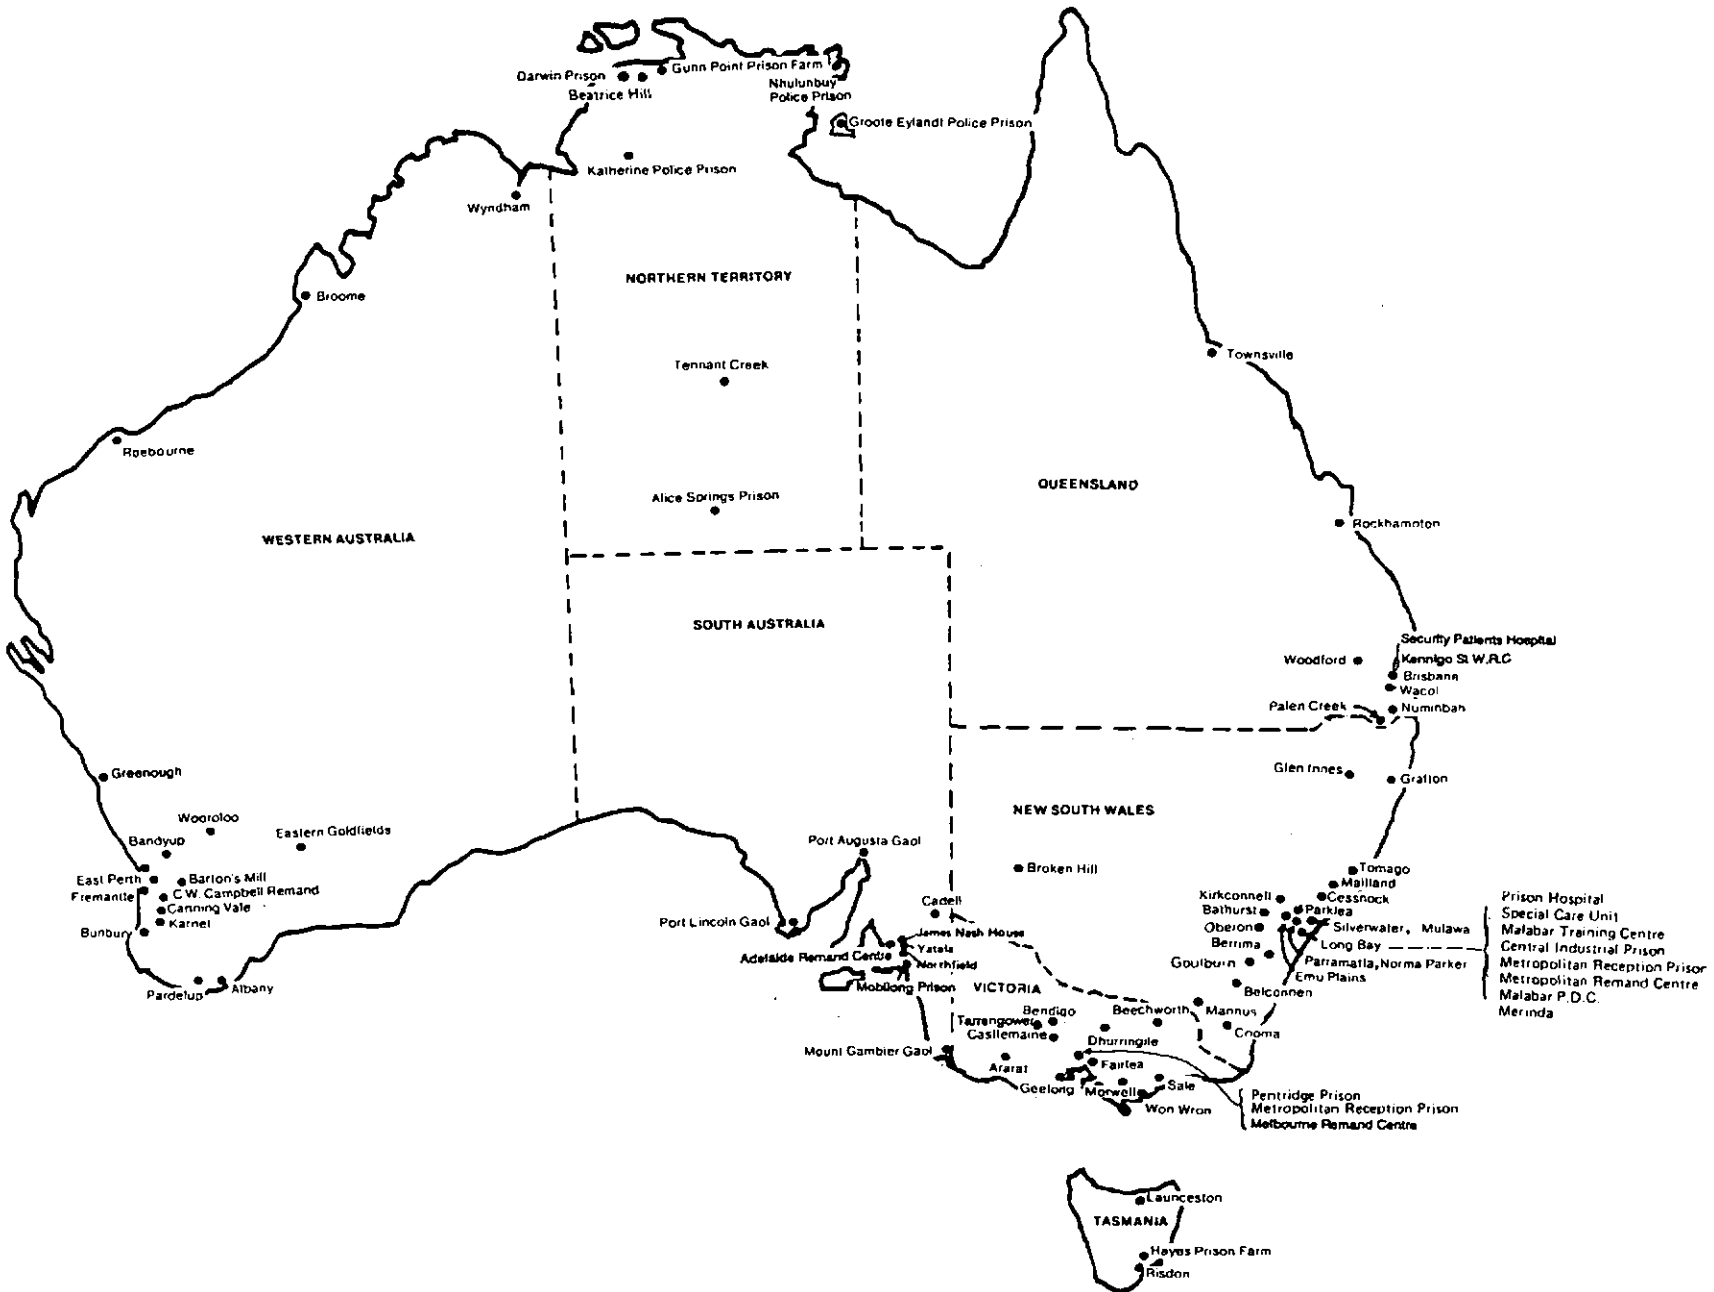 Darwin Prison
Gunn Point Prison Farm
Beatrice Hill
Nhulunbuy
Police Prison
Groote Eylandt Police Prison
Katherine Police Prison
Wyndham
NORTHERN TERRITORY
Broome
Tennant Creek
Townsville
Roebourne
Alice Springs Prison
QUEENSLAND
Rockhampton
WESTERN AUSTRALIA
SOUTH AUSTRALIA
Security Patients Hospital
Woodford
Kennigo St W.R.C
Brisbane
Wacol
Palen Creek
Numinbah
Greenough
Glen Innes
Grafton
NEW SOUTH WALES
Wooroloo
Eastern Goldfields
Bandyup
Port Augusta Gaol
Broken Hill
East Perth
Barton's Mill
Fremantle
C.W. Campbell Remand
Canning Vale
Karnet
Bunbury
Pardelup
Albany
Port Lincoln Gaol
Cadell
James Nash House
Yatala
Adelaide Remand Centre
Northfield
Mobilong Prison
Mount Gambier Gaol
Tomago
Maitland
Cessnock
Kirkconnell
Bathurst
Parklea
Oberon
Silverwater, Mulawa
Berrima
Long Bay
Goulburn
Parramatta, Norma Parker
Emu Plains
Belconnen
Mannus
Cooma
Prison Hospital
Special Care Unit
Malabar Training Centre
Central Industrial Prison
Metropolitan Reception Prison
Metropolitan Remand Centre
Malabar P.D.C.
Merinda
VICTORIA
Bendigo
Beechworth
Tarrengower
Castlemaine
Dhurringile
Ararat
Fairlea
Geelong
Morwell
Sale
Won Wron
Pentridge Prison
Metropolitan Reception Prison
Melbourne Remand Centre
Launceston
TASMANIA
Hayes Prison Farm
Risdon